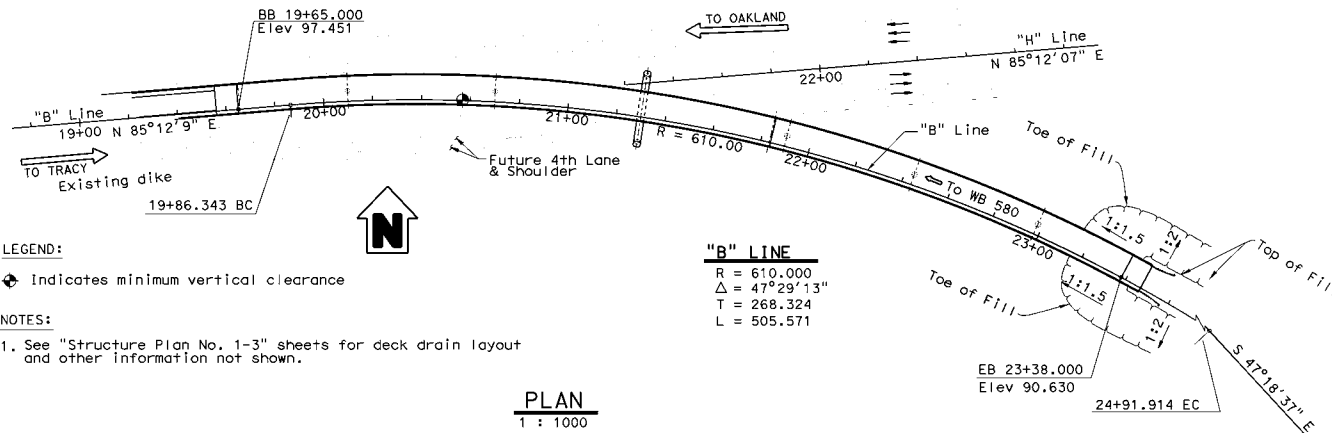 BB 19+65.000
Elev 97.451
TO OAKLAND
"H" Line
N 85°12'07" E
22+00
"B" Line
19+00 N 85°12'9" E
20+00
21+00
R = 610.00
22+00
"B" Line
Toe of Fill
TO TRACY
Existing dike
Future 4th Lane
& Shoulder
To WB 580
19+86.343 BC
N
23+00
1:1.5
1:2
Top of Fil
LEGEND:
Indicates minimum vertical clearance
"B" LINE
R = 610.000
Δ = 47°29'13"
T = 268.324
L = 505.571
Toe of Fill
1:1.5
1:2
NOTES:
1. See "Structure Plan No. 1-3" sheets for deck drain layout
and other information not shown.
EB 23+38.000
Elev 90.630
24+91.914 EC
S 47°18'37" E
PLAN
1 : 1000